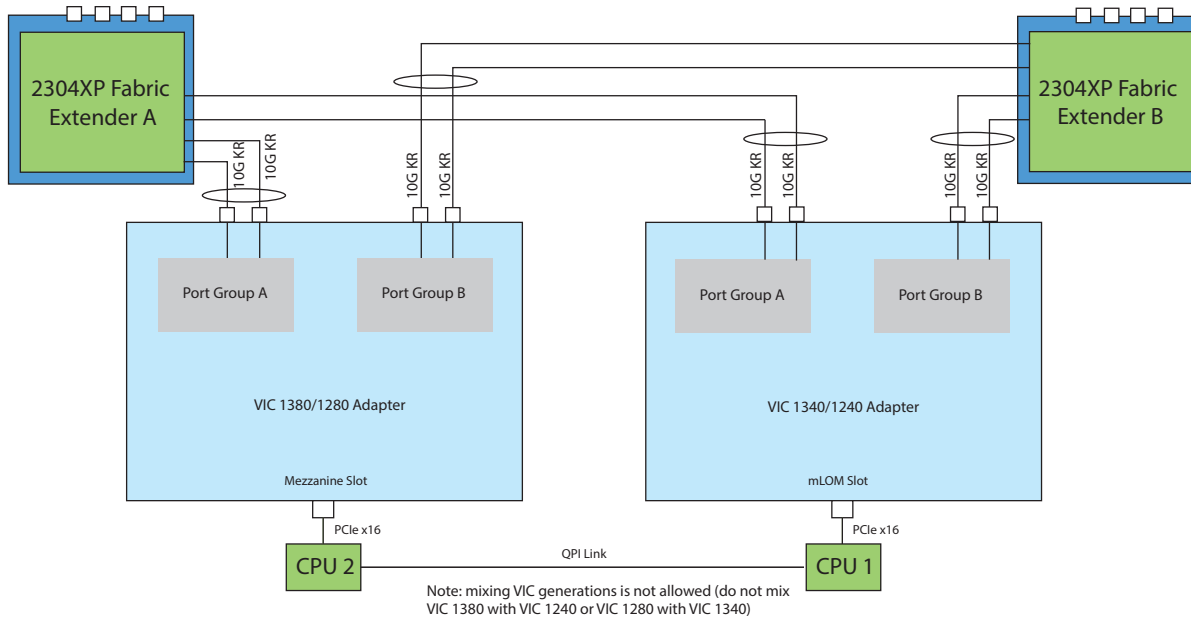 2304XP Fabric
Extender A
2304XP Fabric
Extender B
10G KR
10G KR
10G KR
10G KR
10G KR
10G KR
10G KR
10G KR
Port Group A
Port Group B
Port Group A
Port Group B
VIC 1380/1280 Adapter
VIC 1340/1240 Adapter
Mezzanine Slot
mLOM Slot
PCIe x16
PCIe x16
CPU 2
QPI Link
CPU 1
Note: mixing VIC generations is not allowed (do not mix
VIC 1380 with VIC 1240 or VIC 1280 with VIC 1340)